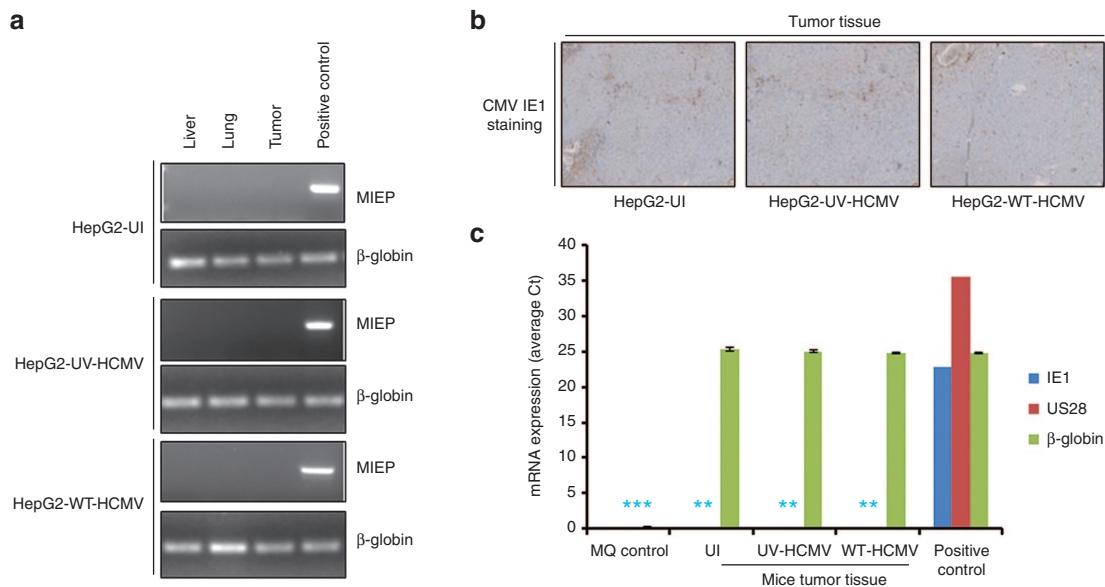 a
Liver
Lung
Tumor
Positive control
HepG2-UI
MIEP
β-globin
HepG2-UV-HCMV
MIEP
β-globin
HepG2-WT-HCMV
MIEP
β-globin
b
Tumor tissue
CMV IE1
staining
HepG2-UI
HepG2-UV-HCMV
HepG2-WT-HCMV
c
mRNA expression (average Ct)
40
35
30
25
20
15
10
5
0
***
**
**
**
MQ control
UI
UV-HCMV
WT-HCMV
Positive
control
Mice tumor tissue
IE1
US28
β-globin